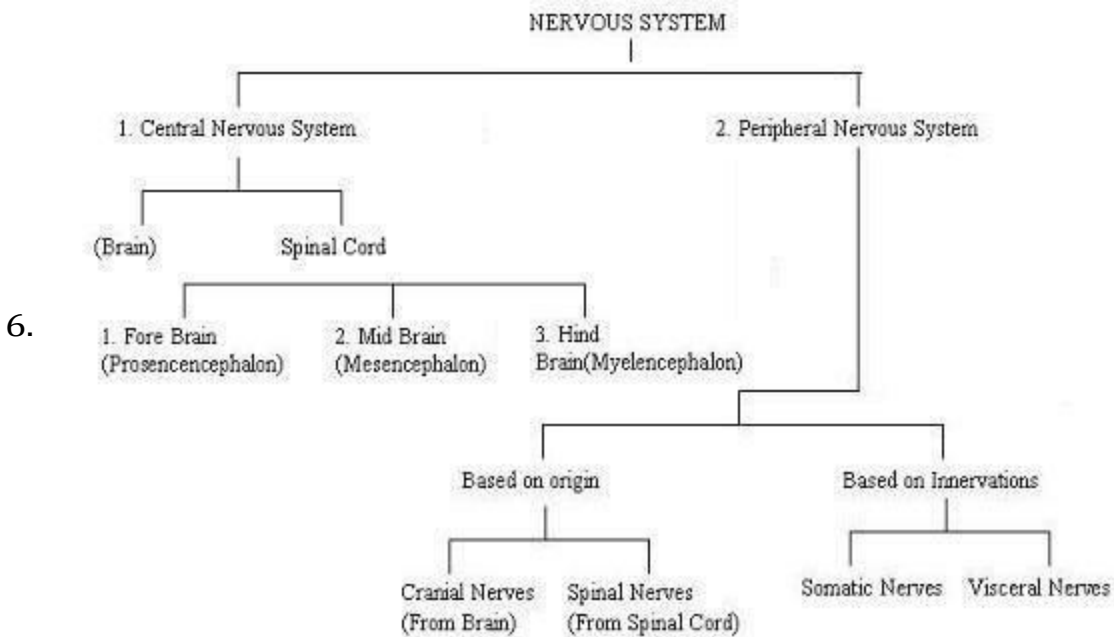 NERVOUS SYSTEM
1. Central Nervous System
2. Peripheral Nervous System
(Brain)
Spinal Cord
6.
1. Fore Brain
(Prosencencephalon)
2. Mid Brain
(Mesencephalon)
3. Hind
Brain(Myelencephalon)
Based on origin
Based on Innervations
Cranial Nerves
(From Brain)
Spinal Nerves
(From Spinal Cord)
Somatic Nerves
Visceral Nerves